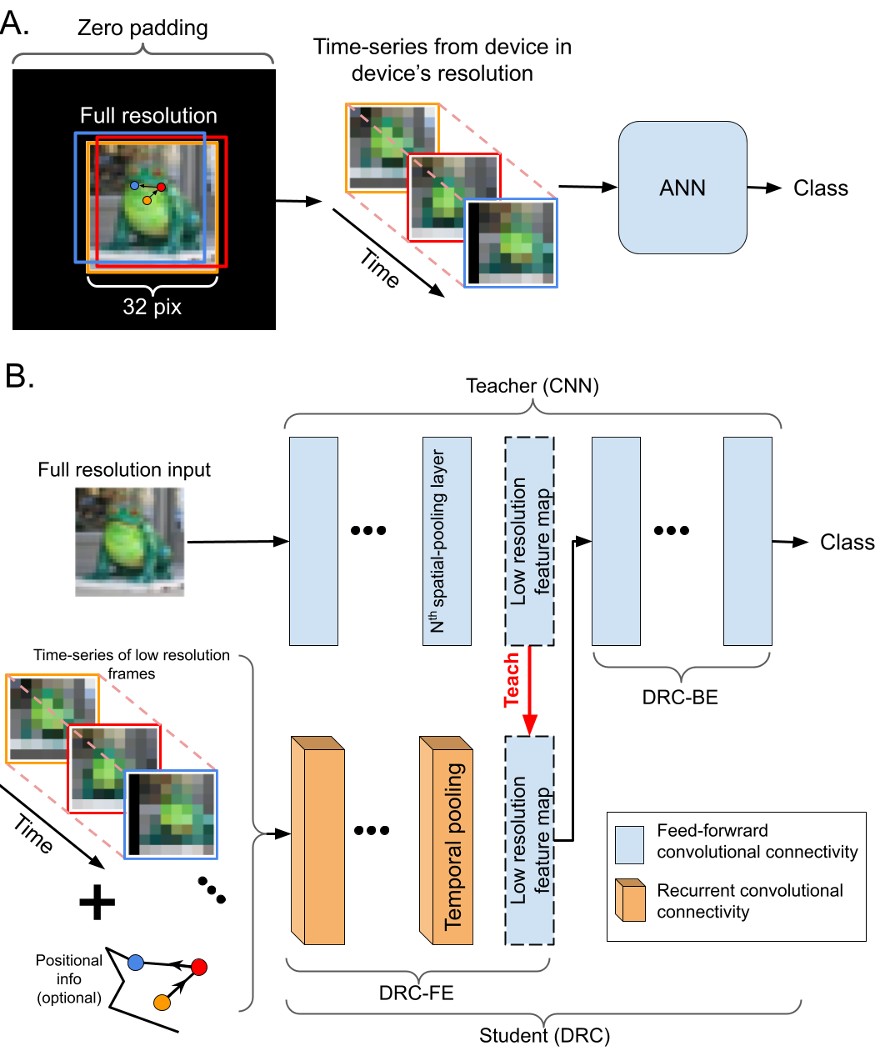 A.
Zero padding
Full resolution
32 pix
Time-series from device in
device's resolution
Time
ANN
Class
B.
Teacher (CNN)
Full resolution input
Nth spatial-pooling layer
Low resolution
feature map
Class
Teach
DRC-BE
Time-series of low resolution
frames
Time
Positional
info
(optional)
Temporal pooling
Low resolution
feature map
Feed-forward
convolutional connectivity
Recurrent convolutional
connectivity
DRC-FE
Student (DRC)